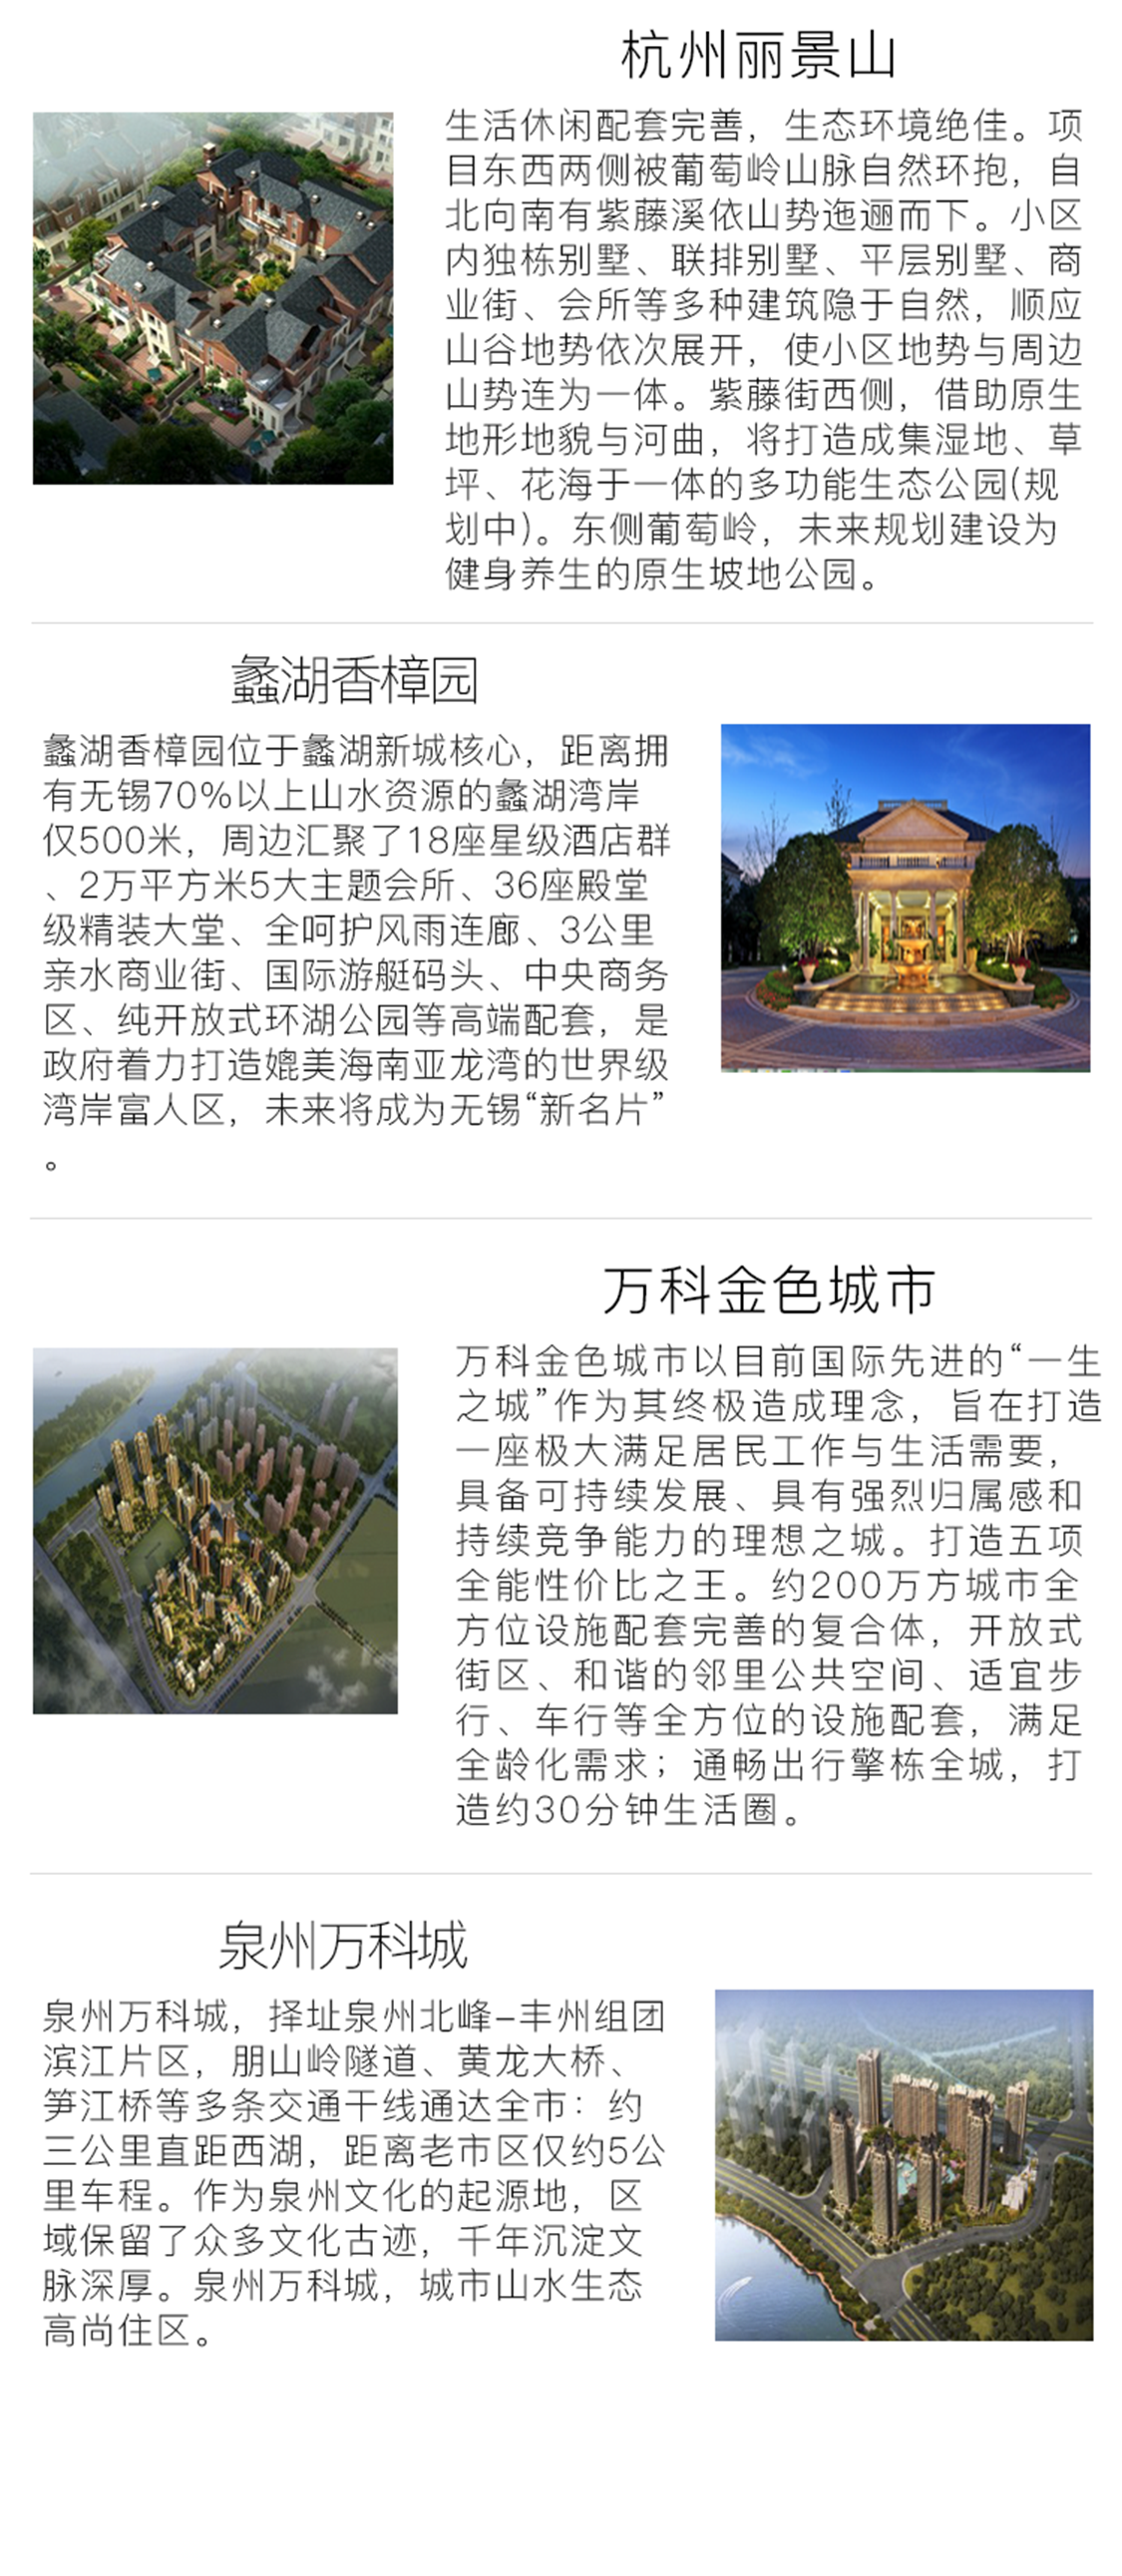 杭州丽景山
生活休闲配套完善，生态环境绝佳。项
目东西两侧被葡萄岭山脉自然环抱，自
北向南有紫藤溪依山势迤逦而下。小区
内独栋别墅、联排别墅、平层别墅、商
业街、会所等多种建筑隐于自然，顺应
山谷地势依次展开，使小区地势与周边
山势连为一体。紫藤街西侧，借助原生
地形地貌与河曲，将打造成集湿地、草
坪、花海于一体的多功能生态公园(规
划中)。东侧葡萄岭，未来规划建设为
健身养生的原生坡地公园。
蠡湖香樟园
蠡湖香樟园位于蠡湖新城核心，距离拥
有无锡70%以上山水资源的蠡湖湾岸
仅500米，周边汇聚了18座星级酒店群
、2万平方米5大主题会所、36座殿堂
级精装大堂、全呵护风雨连廊、3公里
亲水商业街、国际游艇码头、中央商务
区、纯开放式环湖公园等高端配套，是
政府着力打造媲美海南亚龙湾的世界级
湾岸富人区，未来将成为无锡“新名片”
。
万科金色城市
万科金色城市以目前国际先进的“一生
之城”作为其终极造成理念，旨在打造
一座极大满足居民工作与生活需要，
具备可持续发展、具有强烈归属感和
持续竞争能力的理想之城。打造五项
全能性价比之王。约200万方城市全
方位设施配套完善的复合体，开放式
街区、和谐的邻里公共空间、适宜步
行、车行等全方位的设施配套，满足
全龄化需求；通畅出行擎栋全城，打
造约30分钟生活圈。
泉州万科城
泉州万科城，择址泉州北峰-丰州组团
滨江片区，朋山岭隧道、黄龙大桥、
笋江桥等多条交通干线通达全市：约
三公里直距西湖，距离老市区仅约5公
里车程。作为泉州文化的起源地，区
域保留了众多文化古迹，千年沉淀文
脉深厚。泉州万科城，城市山水生态
高尚住区。